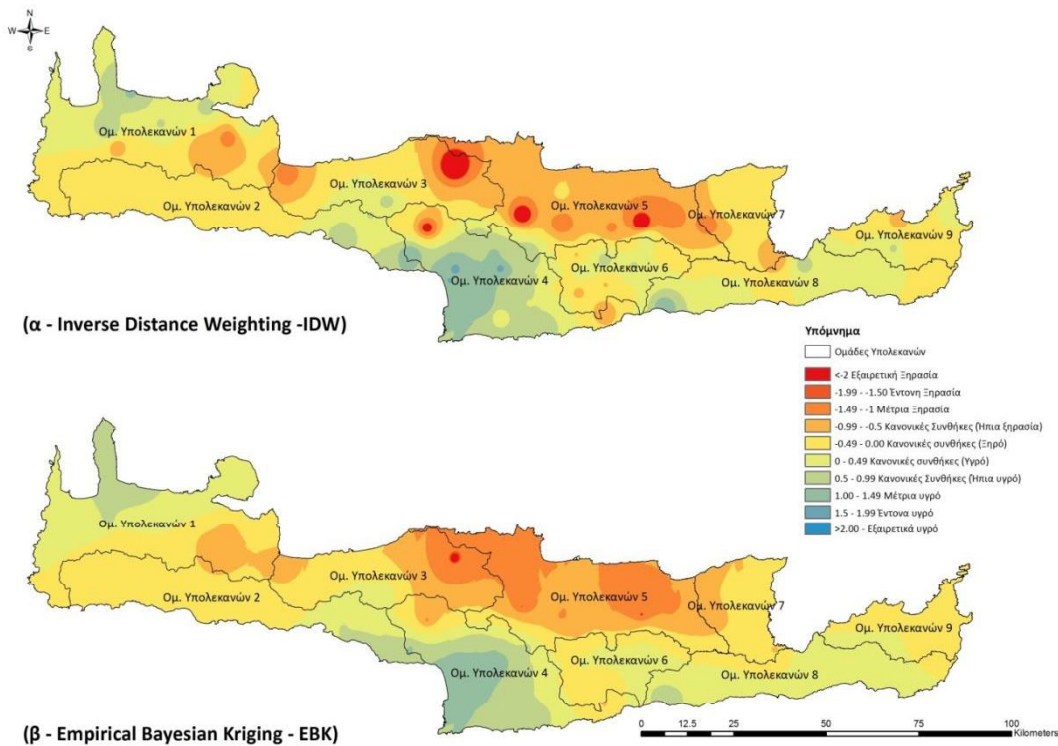 N
W E
S
Ομ. Υπολεκανών 1
Ομ. Υπολεκανών 2
Ομ. Υπολεκανών 3
Ομ. Υπολεκανών 4
Ομ. Υπολεκανών 5
Ομ. Υπολεκανών 6
Ομ. Υπολεκανών 7
Ομ. Υπολεκανών 8
Ομ. Υπολεκανών 9
(α - Inverse Distance Weighting -IDW)
Υπόμνημα
Ομάδες Υπολεκανών
<-2 Εξαιρετική Ξηρασία
-1.99 - -1.50 Έντονη Ξηρασία
-1.49 - -1 Μέτρια Ξηρασία
-0.99 - -0.5 Κανονικές Συνθήκες (Ήπια ξηρασία)
-0.49 - 0.00 Κανονικές συνθήκες (Ξηρό)
0 - 0.49 Κανονικές συνθήκες (Υγρό)
0.5 - 0.99 Κανονικές Συνθήκες (Ήπια υγρό)
1.00 - 1.49 Μέτρια υγρό
1.5 - 1.99 Έντονα υγρό
>2.00 - Εξαιρετικά υγρό
Ομ. Υπολεκανών 1
Ομ. Υπολεκανών 2
Ομ. Υπολεκανών 3
Ομ. Υπολεκανών 4
Ομ. Υπολεκανών 5
Ομ. Υπολεκανών 6
Ομ. Υπολεκανών 7
Ομ. Υπολεκανών 8
Ομ. Υπολεκανών 9
(β - Empirical Bayesian Kriging - EBK)
0 12.5 25 50 75 100
Kilometers